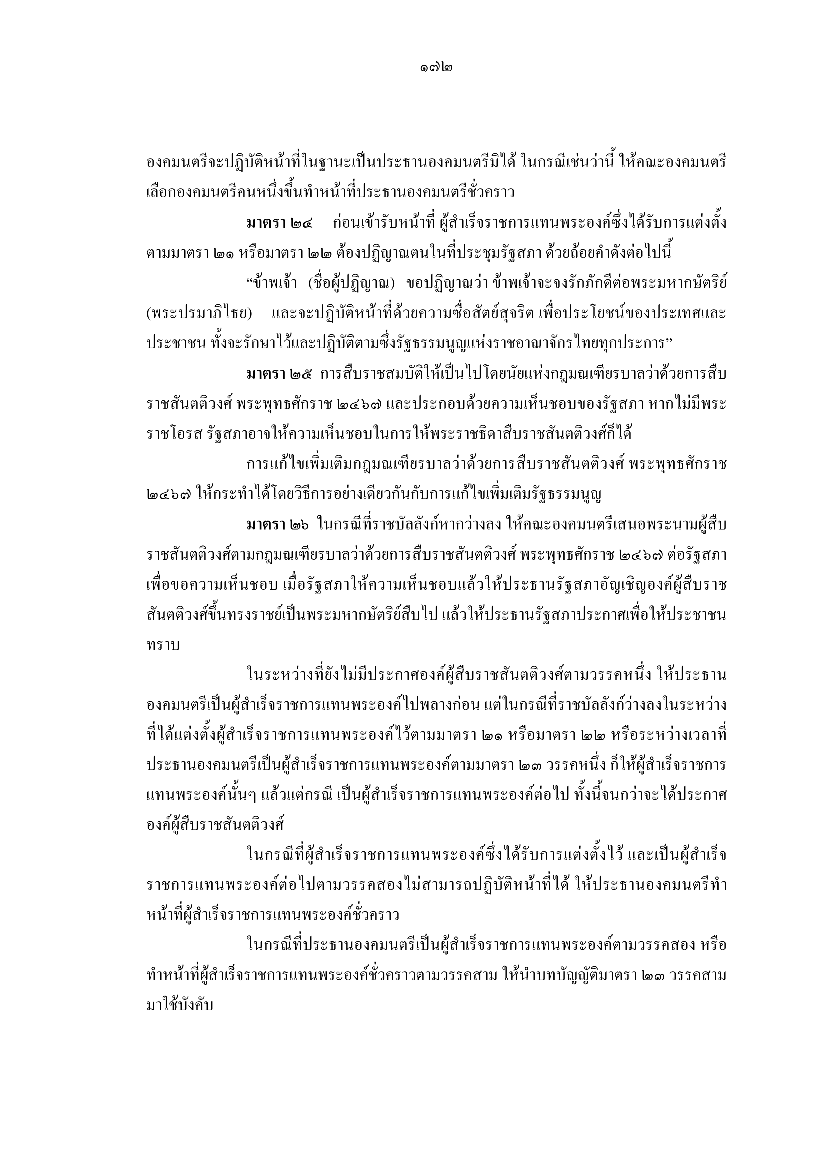 ๑๗๒
องคมนตรีจะปฏิบัติหน้าที่ในฐานะเป็นประธานองคมนตรีมิได้ ในกรณีเช่นว่านี้ ให้คณะองคมนตรี
เลือกองคมนตรีคนหนึ่งขึ้นทำหน้าที่ประธานองคมนตรีชั่วคราว
มาตรา ๒๔ ก่อนเข้ารับหน้าที่ ผู้สำเร็จราชการแทนพระองค์ซึ่งได้รับการแต่งตั้ง
ตามมาตรา ๒๑ หรือมาตรา ๒๒ ต้องปฏิญาณตนในที่ประชุมรัฐสภา ด้วยถ้อยคำดังต่อไปนี้
“ข้าพเจ้า (ชื่อผู้ปฏิญาณ) ขอปฏิญาณว่า ข้าพเจ้าจะจงรักภักดีต่อพระมหากษัตริย์
(พระปรมาภิไธย) และจะปฏิบัติหน้าที่ด้วยความซื่อสัตย์สุจริต เพื่อประโยชน์ของประเทศและ
ประชาชน ทั้งจะรักษาไว้และปฏิบัติตามซึ่งรัฐธรรมนูญแห่งราชอาณาจักรไทยทุกประการ”
มาตรา ๒๕ การสืบราชสมบัติให้เป็นไปโดยนัยแห่งกฎมณเฑียรบาลว่าด้วยการสืบ
ราชสันตติวงศ์ พระพุทธศักราช ๒๔๖๗ และประกอบด้วยความเห็นชอบของรัฐสภา หากไม่มีพระ
ราชโอรส รัฐสภาอาจให้ความเห็นชอบในการให้พระราชธิดาสืบราชสันตติวงศ์ก็ได้
การแก้ไขเพิ่มเติมกฎมณเฑียรบาลว่าด้วยการสืบราชสันตติวงศ์ พระพุทธศักราช
๒๔๖๗ ให้กระทำได้โดยวิธีการอย่างเดียวกันกับการแก้ไขเพิ่มเติมรัฐธรรมนูญ
มาตรา ๒๖ ในกรณีที่ราชบัลลังก์หากว่างลง ให้คณะองคมนตรีเสนอพระนามผู้สืบ
ราชสันตติวงศ์ตามกฎมณเฑียรบาลว่าด้วยการสืบราชสันตติวงศ์ พระพุทธศักราช ๒๔๖๗ ต่อรัฐสภา
เพื่อขอความเห็นชอบ เมื่อรัฐสภาให้ความเห็นชอบแล้วให้ประธานรัฐสภาอัญเชิญองค์ผู้สืบราช
สันตติวงศ์ขึ้นทรงราชย์เป็นพระมหากษัตริย์สืบไป แล้วให้ประธานรัฐสภาประกาศเพื่อให้ประชาชน
ทราบ
ในระหว่างที่ยังไม่มีประกาศองค์ผู้สืบราชสันตติวงศ์ตามวรรคหนึ่ง ให้ประธาน
องคมนตรีเป็นผู้สำเร็จราชการแทนพระองค์ไปพลางก่อน แต่ในกรณีที่ราชบัลลังก์ว่างลงในระหว่าง
ที่ได้แต่งตั้งผู้สำเร็จราชการแทนพระองค์ไว้ตามมาตรา ๒๑ หรือมาตรา ๒๒ หรือระหว่างเวลาที่
ประธานองคมนตรีเป็นผู้สำเร็จราชการแทนพระองค์ตามมาตรา ๒๓ วรรคหนึ่ง ก็ให้ผู้สำเร็จราชการ
แทนพระองค์นั้นๆ แล้วแต่กรณี เป็นผู้สำเร็จราชการแทนพระองค์ต่อไป ทั้งนี้จนกว่าจะได้ประกาศ
องค์ผู้สืบราชสันตติวงศ์
ในกรณีที่ผู้สำเร็จราชการแทนพระองค์ซึ่งได้รับการแต่งตั้งไว้ และเป็นผู้สำเร็จ
ราชการแทนพระองค์ต่อไปตามวรรคสองไม่สามารถปฏิบัติหน้าที่ได้ ให้ประธานองคมนตรีทำ
หน้าที่ผู้สำเร็จราชการแทนพระองค์ชั่วคราว
ในกรณีที่ประธานองคมนตรีเป็นผู้สำเร็จราชการแทนพระองค์ตามวรรคสอง หรือ
ทำหน้าที่ผู้สำเร็จราชการแทนพระองค์ชั่วคราวตามวรรคสาม ให้นำบทบัญญัติมาตรา ๒๓ วรรคสาม
มาใช้บังคับ